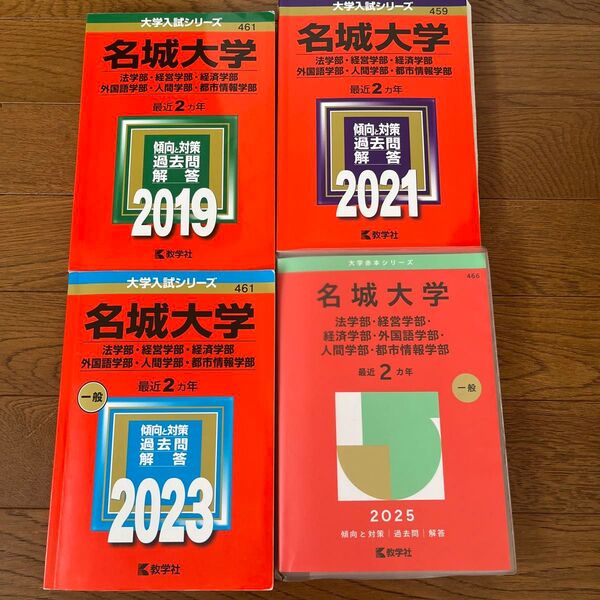 大学入試シリーズ
461
名城大学
法学部・経営学部・経済学部
外国語学部・人間学部・都市情報学部
最近2カ年
傾向と対策
過去問
解答
2019
教学社
大学入試シリーズ
459
名城大学
法学部・経営学部・経済学部
外国語学部・人間学部・都市情報学部
最近2カ年
傾向と対策
過去問
解答
2021
教学社
大学入試シリーズ
461
名城大学
法学部・経営学部・経済学部
外国語学部・人間学部・都市情報学部
最近2カ年
一般
傾向と対策
過去問
解答
2023
教学社
大学赤本シリーズ
466
名城大学
法学部・経営学部・
経済学部・外国語学部・
人間学部・都市情報学部
最近2カ年
一般
2025
傾向と対策|過去問|解答
教学社